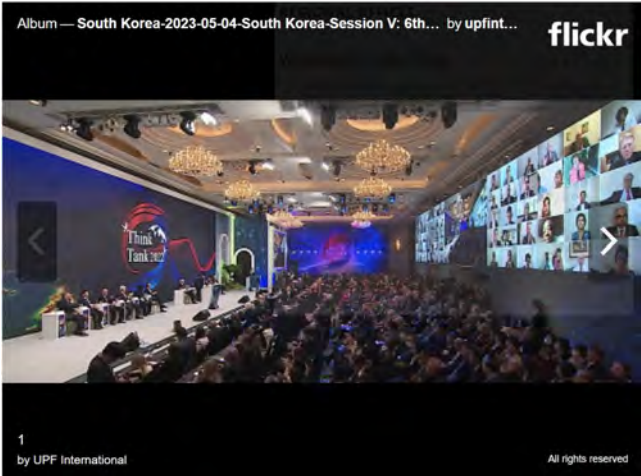 Album — South Korea-2023-05-04-South Korea-Session V: 6th... by upfint...
flickr
Think
Tank 2022
1
by UPF International
All rights reserved